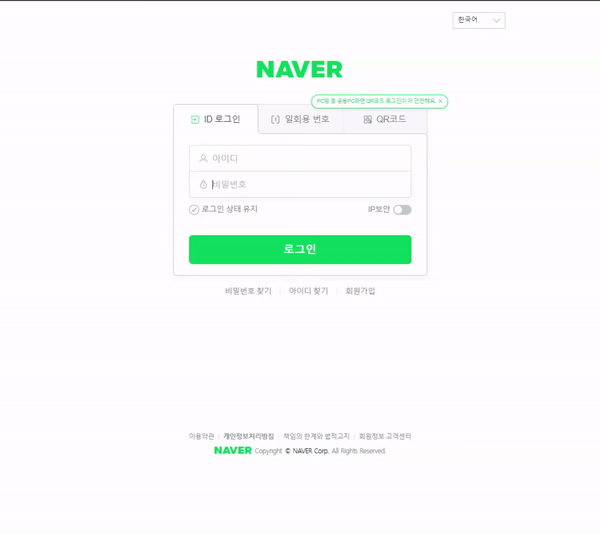 한국어
NAVER
PC방 등 공용PC라면 QR코드 로그인이 더 안전해요. ×
ID 로그인 일회용 번호 QR코드
아이디
비밀번호
로그인 상태 유지 IP보안
로그인
비밀번호 찾기 | 아이디 찾기 | 회원가입
이용약관 | 개인정보처리방침 | 책임의 한계와 법적고지 | 회원정보 고객센터
NAVER Copyright © NAVER Corp. All Rights Reserved.